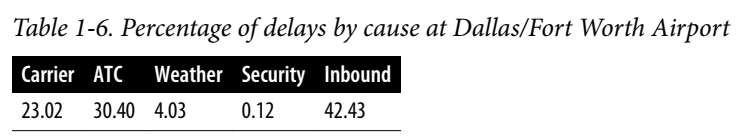 Table 1-6. Percentage of delays by cause at Dallas/Fort Worth Airport
Carrier ATC Weather Security Inbound
23.02 30.40 4.03 0.12 42.43